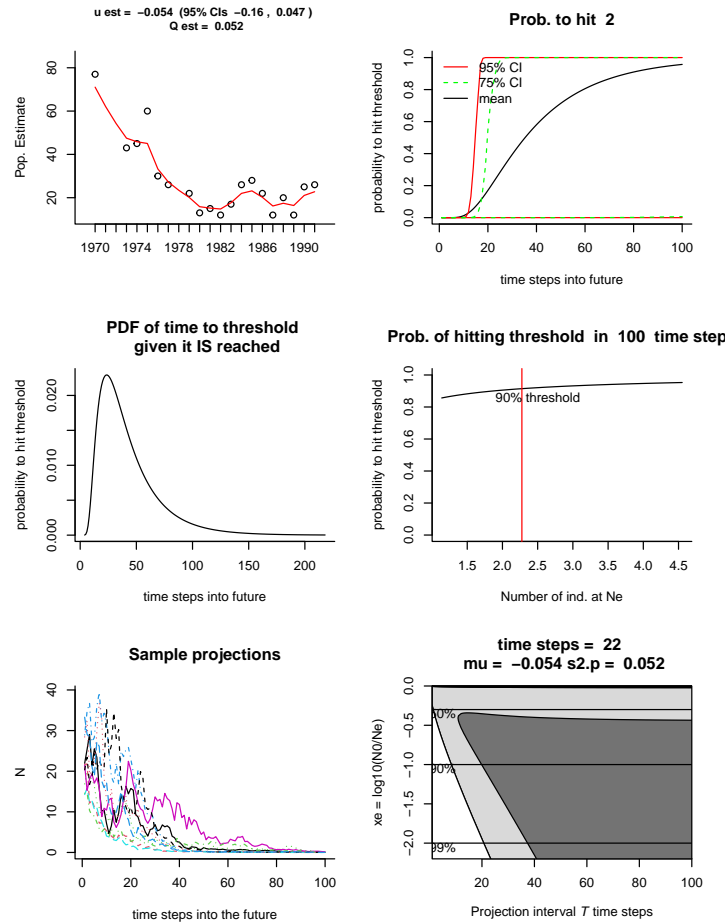 u est = −0.054 (95% CIs −0.16 , 0.047 )
Q est = 0.052
Pop. Estimate
80
60
40
20
1970 1974 1978 1982 1986 1990
Prob. to hit 2
probability to hit threshold
1.0
0.8
0.6
0.4
0.2
0.0
95% CI
75% CI
mean
0 20 40 60 80 100
time steps into future
PDF of time to threshold
given it IS reached
probability to hit threshold
0.020
0.010
0.000
0 50 100 150 200
time steps into future
Prob. of hitting threshold in 100 time step
probability to hit threshold
1.0
0.8
0.6
0.4
0.2
0.0
90% threshold
1.5 2.0 2.5 3.0 3.5 4.0 4.5
Number of ind. at Ne
Sample projections
N
40
30
20
10
0
0 20 40 60 80 100
time steps into the future
time steps = 22
mu = −0.054 s2.p = 0.052
xe = log10(N0/Ne)
0.0
−0.5
−1.0
−1.5
−2.0
90%
99%
20 40 60 80 100
Projection interval T time steps